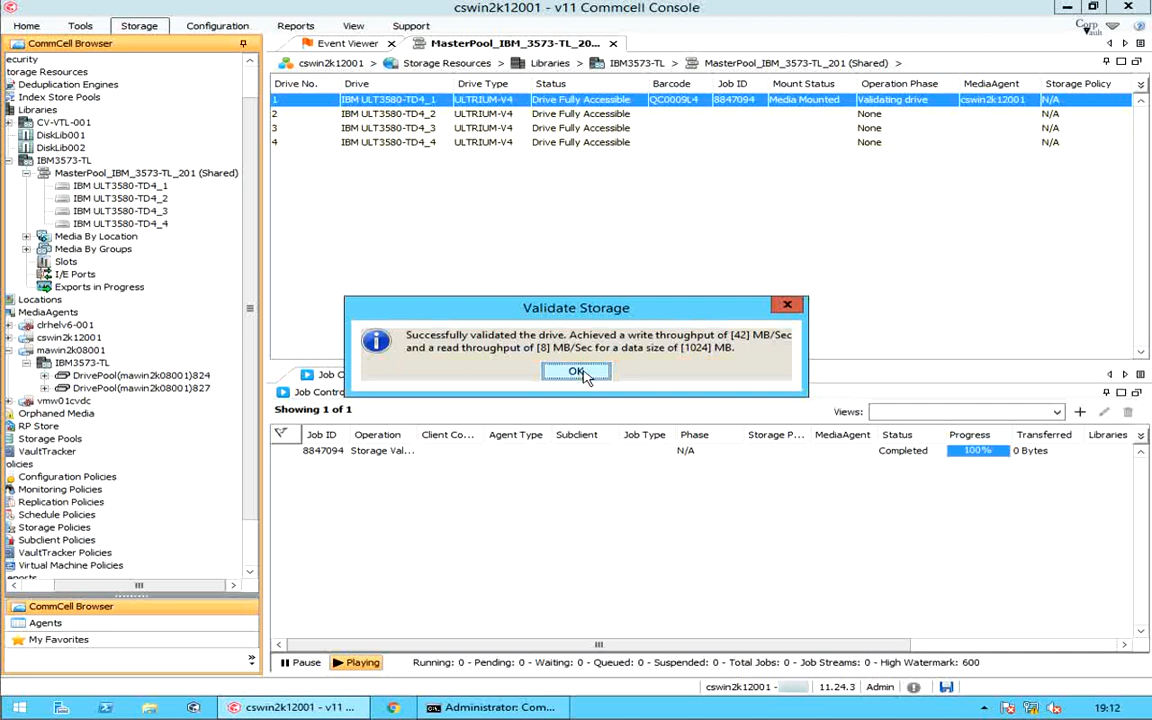 cswin2k12001 - v11 Commcell Console
Home Tools Storage Configuration Reports View Support
Corp
Vault
CommCell Browser
Event Viewer MasterPool_IBM_3573-TL_20...
ecurity
torage Resources
Deduplication Engines
Index Store Pools
Libraries
CV-VTL-001
DiskLib001
DiskLib002
IBM3573-TL
MasterPool_IBM_3573-TL_201 (Shared)
IBM ULT3580-TD4_1
IBM ULT3580-TD4_2
IBM ULT3580-TD4_3
IBM ULT3580-TD4_4
Media By Location
Media By Groups
Slots
I/E Ports
Exports in Progress
Locations
MediaAgents
clrhelv6-001
cswin2k12001
mawin2k08001
IBM3573-TL
DrivePool(mawin2k08001)824
DrivePool(mawin2k08001)827
vmw01cvdc
Orphaned Media
RP Store
Storage Pools
VaultTracker
olicies
Configuration Policies
Monitoring Policies
Replication Policies
Schedule Policies
Storage Policies
Subclient Policies
VaultTracker Policies
Virtual Machine Policies
eports
CommCell Browser
Agents
My Favorites
cswin2k12001 > Storage Resources > Libraries > IBM3573-TL > MasterPool_IBM_3573-TL_201 (Shared) >
Drive No. Drive Drive Type Status Barcode Job ID Mount Status Operation Phase MediaAgent Storage Policy
1 IBM ULT3580-TD4_1 ULTRIUM-V4 Drive Fully Accessible QC0009L4 8847094 Media Mounted Validating drive cswin2k12001 N/A
2 IBM ULT3580-TD4_2 ULTRIUM-V4 Drive Fully Accessible None N/A
3 IBM ULT3580-TD4_3 ULTRIUM-V4 Drive Fully Accessible None N/A
4 IBM ULT3580-TD4_4 ULTRIUM-V4 Drive Fully Accessible None N/A
Validate Storage
Successfully validated the drive. Achieved a write throughput of [42] MB/Sec
and a read throughput of [8] MB/Sec for a data size of [1024] MB.
OK
Job C
Job Contro
Showing 1 of 1 Views:
Job ID Operation Client Co... Agent Type Subclient Job Type Phase Storage P... MediaAgent Status Progress Transferred Libraries
8847094 Storage Val... N/A Completed 100% 0 Bytes
Pause Playing Running: 0 - Pending: 0 - Waiting: 0 - Queued: 0 - Suspended: 0 - Total Jobs: 0 - Job Streams: 0 - High Watermark: 600
cswin2k12001 - 11.24.3 Admin
cswin2k12001 - v11 ... Administrator: Com... 19:12